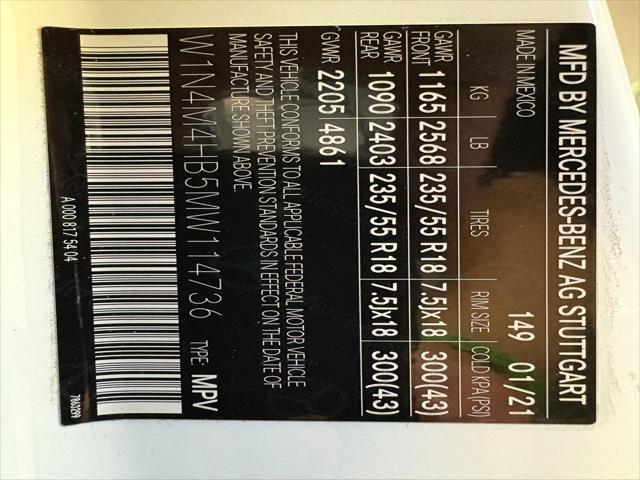 MFD BY MERCEDES-BENZ AG STUTTGART
MADE IN MEXICO 149 01/21
KG LB TIRES RIM SIZE COLD KPA(PSI)
GAWR FRONT 1165 2568 235/55 R18 7.5Jx18 300(43)
GAWR REAR 1090 2403 235/55 R18 7.5Jx18 300(43)
GVWR 2205 4861
THIS VEHICLE CONFORMS TO ALL APPLICABLE FEDERAL MOTOR VEHICLE
SAFETY AND THEFT PREVENTION STANDARDS IN EFFECT ON THE DATE OF
MANUFACTURE SHOWN ABOVE.
W1N4M4HB5MW114736 TYPE: MPV
A 000 817 54 04 7863299